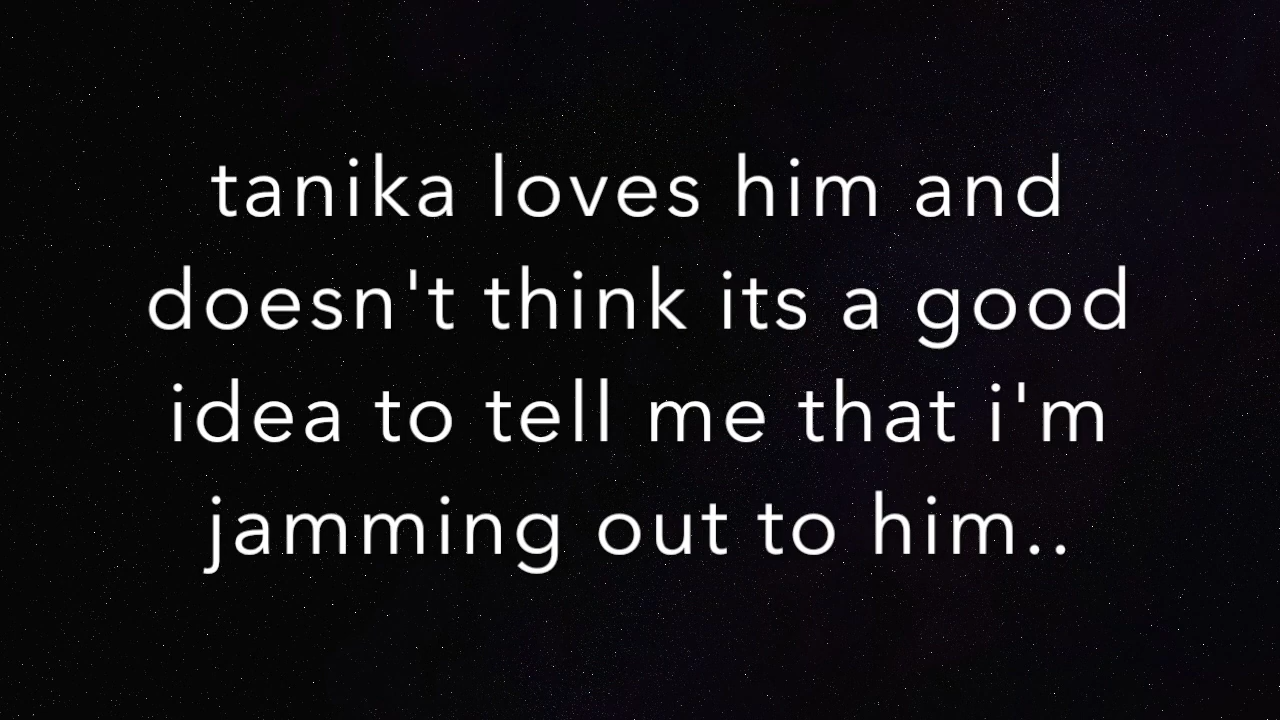 tanika loves him and
doesn't think its a good
idea to tell me that i'm
jamming out to him..